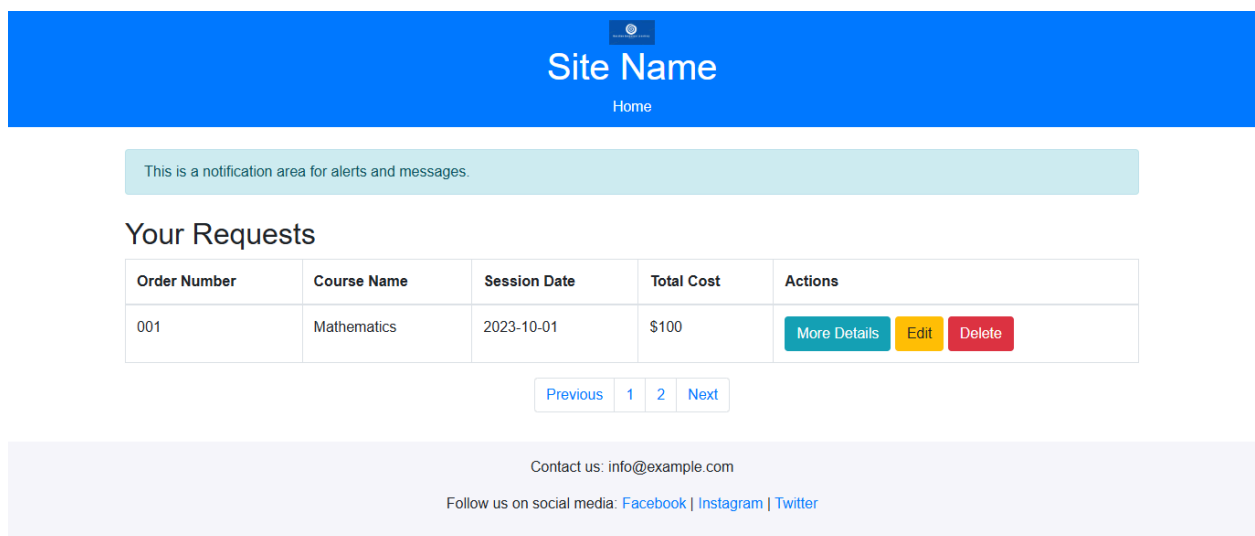 Site Name
Home
This is a notification area for alerts and messages.
Your Requests
Order Number Course Name Session Date Total Cost Actions
001 Mathematics 2023-10-01 $100 More Details Edit Delete
Previous 1 2 Next
Contact us: info@example.com
Follow us on social media: Facebook | Instagram | Twitter